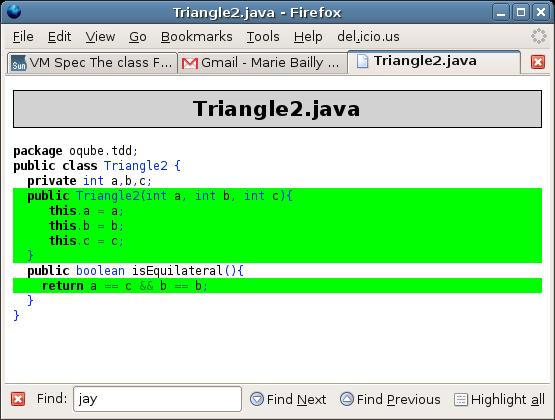 Triangle2.java - Firefox
File Edit View Go Bookmarks Tools Help del.icio.us
Sun VM Spec The class F... Gmail - Marie Bailly ... Triangle2.java
Triangle2.java
package oqube.tdd;
public class Triangle2 {
private int a,b,c;
public Triangle2(int a, int b, int c){
this.a = a;
this.b = b;
this.c = c;
}
public boolean isEquilateral(){
return a == c && b == b;
}
}
Find: jay Find Next Find Previous Highlight all